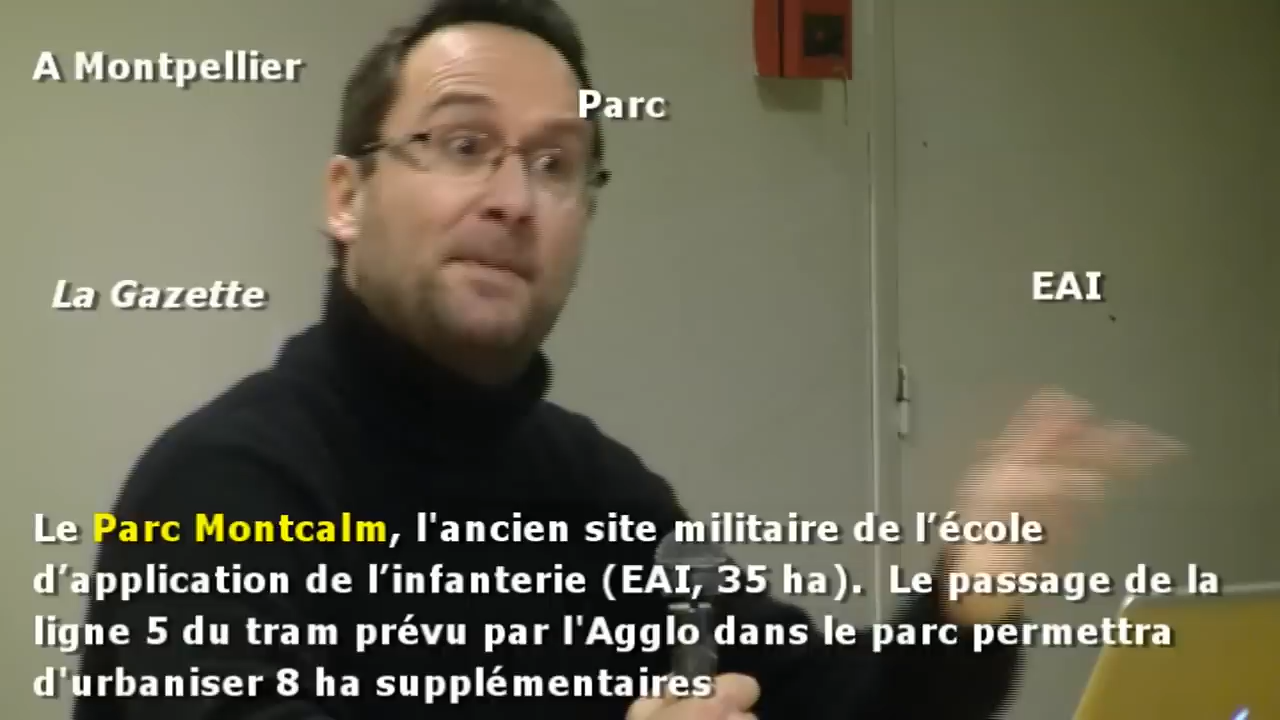 A Montpellier
Parc
La Gazette
EAI
Le Parc Montcalm, l'ancien site militaire de l’école
d’application de l’infanterie (EAI, 35 ha).  Le passage de la
ligne 5 du tram prévu par l'Agglo dans le parc permettra
d'urbaniser 8 ha supplémentaires